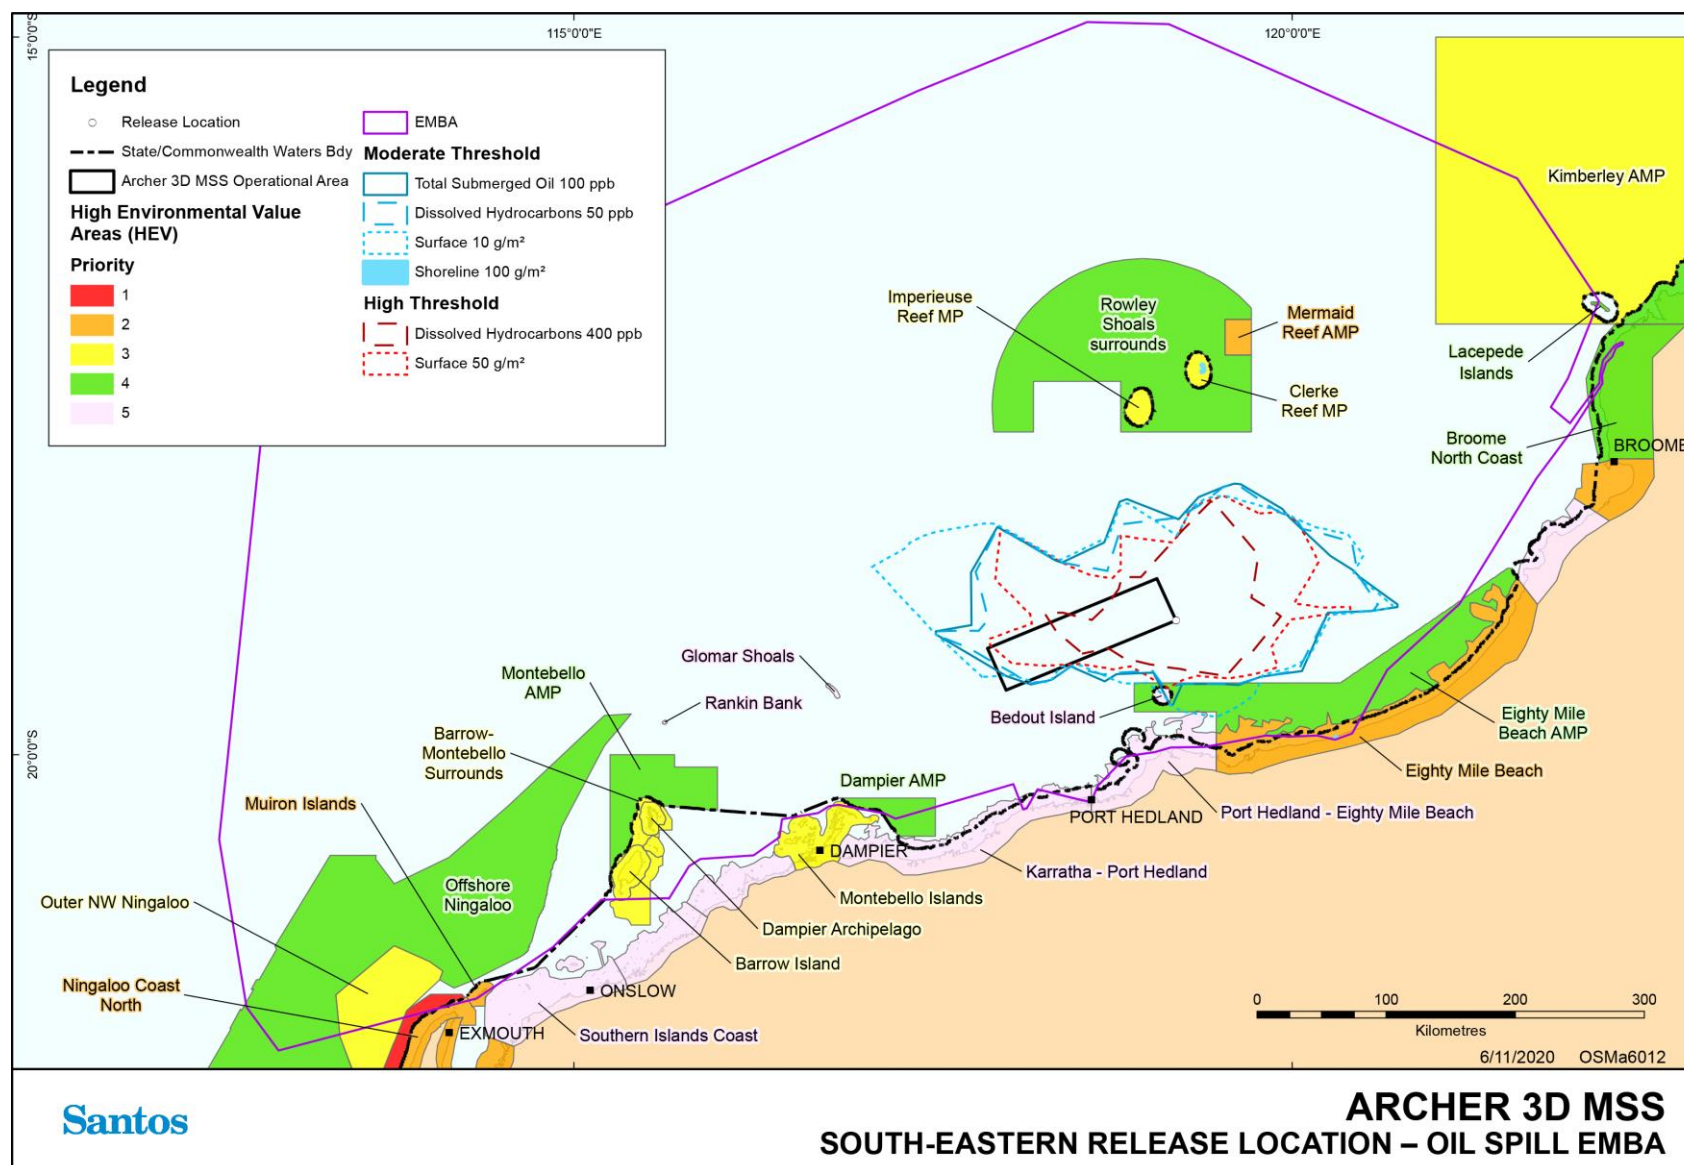 115°0'0"E
120°0'0"E
15°0'0"S
20°0'0"S
Legend
Release Location
State/Commonwealth Waters Bdy
Archer 3D MSS Operational Area
High Environmental Value
Areas (HEV)
Priority
1
2
3
4
5
EMBA
Moderate Threshold
Total Submerged Oil 100 ppb
Dissolved Hydrocarbons 50 ppb
Surface 10 g/m²
Shoreline 100 g/m²
High Threshold
Dissolved Hydrocarbons 400 ppb
Surface 50 g/m²
Kimberley AMP
Imperieuse
Reef MP
Rowley
Shoals
surrounds
Mermaid
Reef AMP
Clerke
Reef MP
Lacepede
Islands
Broome
North Coast
BROOME
Glomar Shoals
Rankin Bank
Montebello
AMP
Barrow-
Montebello
Surrounds
Muiron Islands
Bedout Island
Dampier AMP
Eighty Mile
Beach AMP
Eighty Mile Beach
PORT HEDLAND
Port Hedland - Eighty Mile Beach
DAMPIER
Karratha - Port Hedland
Offshore
Ningaloo
Outer NW Ningaloo
Montebello Islands
Dampier Archipelago
Barrow Island
Ningaloo Coast
North
ONSLOW
EXMOUTH
Southern Islands Coast
0
100
200
300
Kilometres
6/11/2020 OSMa6012
Santos
ARCHER 3D MSS
SOUTH-EASTERN RELEASE LOCATION – OIL SPILL EMBA